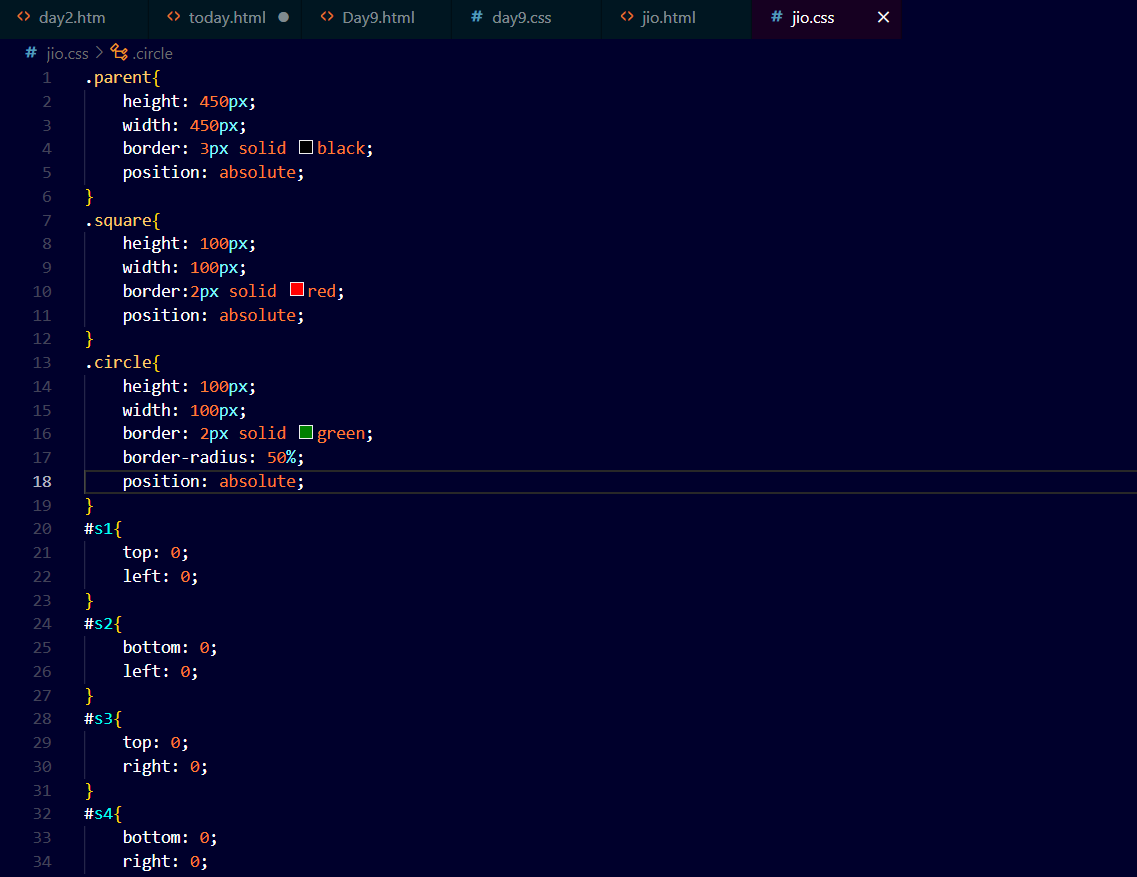 day2.htm today.html Day9.html # day9.css jio.html # jio.css
# jio.css > .circle
1 .parent{
2 height: 450px;
3 width: 450px;
4 border: 3px solid black;
5 position: absolute;
6 }
7 .square{
8 height: 100px;
9 width: 100px;
10 border:2px solid red;
11 position: absolute;
12 }
13 .circle{
14 height: 100px;
15 width: 100px;
16 border: 2px solid green;
17 border-radius: 50%;
18 position: absolute;
19 }
20 #s1{
21 top: 0;
22 left: 0;
23 }
24 #s2{
25 bottom: 0;
26 left: 0;
27 }
28 #s3{
29 top: 0;
30 right: 0;
31 }
32 #s4{
33 bottom: 0;
34 right: 0;